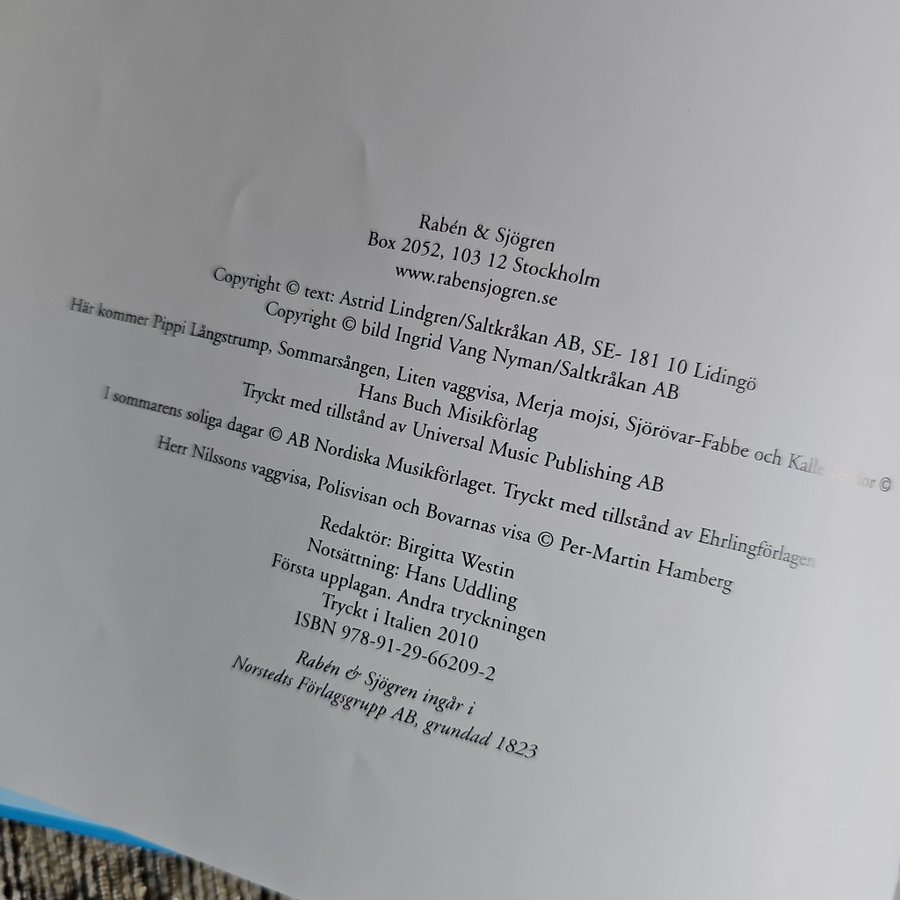 Rabén & Sjögren
Box 2052, 103 12 Stockholm
www.rabensjogren.se
Copyright © text: Astrid Lindgren/Saltkråkan AB, SE- 181 10 Lidingö
Copyright © bild Ingrid Vang Nyman/Saltkråkan AB
Här kommer Pippi Långstrump, Sommarsången, Liten vaggvisa, Merja mojsi, Sjörövar-Fabbe och Kalle ©
Hans Buch Misikförlag
Tryckt med tillstånd av Universal Music Publishing AB
I sommarens soliga dagar © AB Nordiska Musikförlaget. Tryckt med tillstånd av Ehrlingförlagen
Herr Nilssons vaggvisa, Polisvisan och Bovarnas visa © Per-Martin Hamberg
Redaktör: Birgitta Westin
Notsättning: Hans Uddling
Första upplagan. Andra tryckningen
Tryckt i Italien 2010
ISBN 978-91-29-66209-2
Rabén & Sjögren ingår i
Norstedts Förlagsgrupp AB, grundad 1823